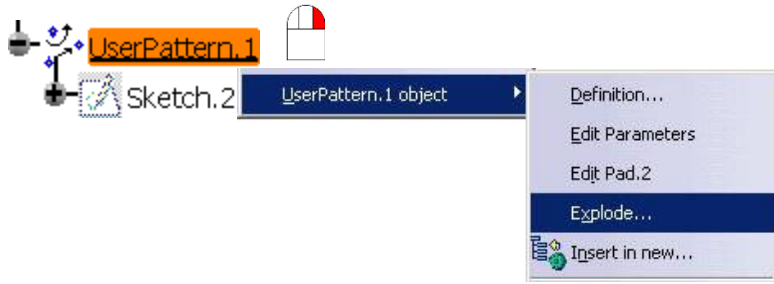 UserPattern.1
Sketch.2
UserPattern.1 object
Definition...
Edit Parameters
Edit Pad.2
Explode...
Insert in new...